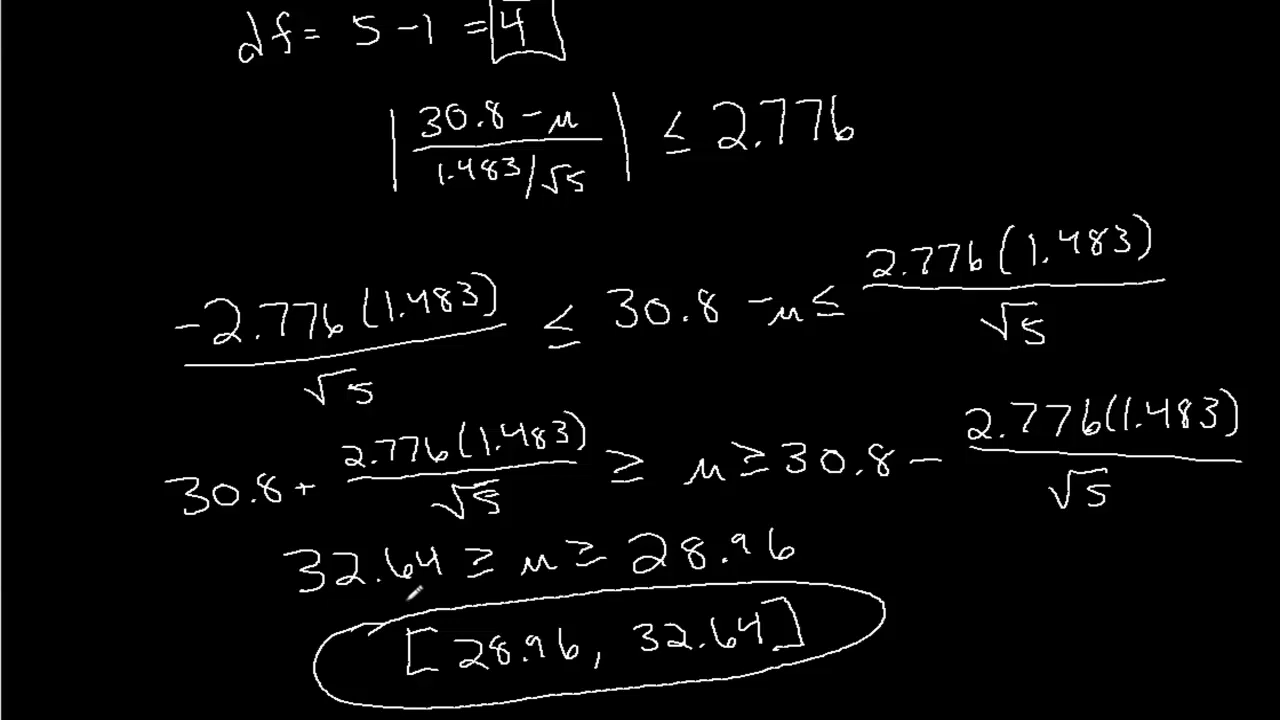 df = 5 - 1 = 4
| (30.8 - μ) / (1.483/√5) | ≤ 2.776
-2.776(1.483) / √5 ≤ 30.8 - μ ≤ 2.776(1.483) / √5
30.8 + 2.776(1.483) / √5 ≥ μ ≥ 30.8 - 2.776(1.483) / √5
32.64 ≥ μ ≥ 28.96
[28.96, 32.64]